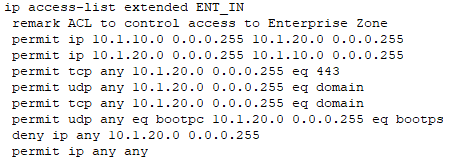 ip access-list extended ENT_IN
remark ACL to control access to Enterprise Zone
permit ip 10.1.10.0 0.0.0.255 10.1.20.0 0.0.0.255
permit ip 10.1.20.0 0.0.0.255 10.1.10.0 0.0.0.255
permit tcp any 10.1.20.0 0.0.0.255 eq 443
permit udp any 10.1.20.0 0.0.0.255 eq domain
permit tcp any 10.1.20.0 0.0.0.255 eq domain
permit udp any eq bootpc 10.1.20.0 0.0.0.255 eq bootps
deny ip any 10.1.20.0 0.0.0.255
permit ip any any